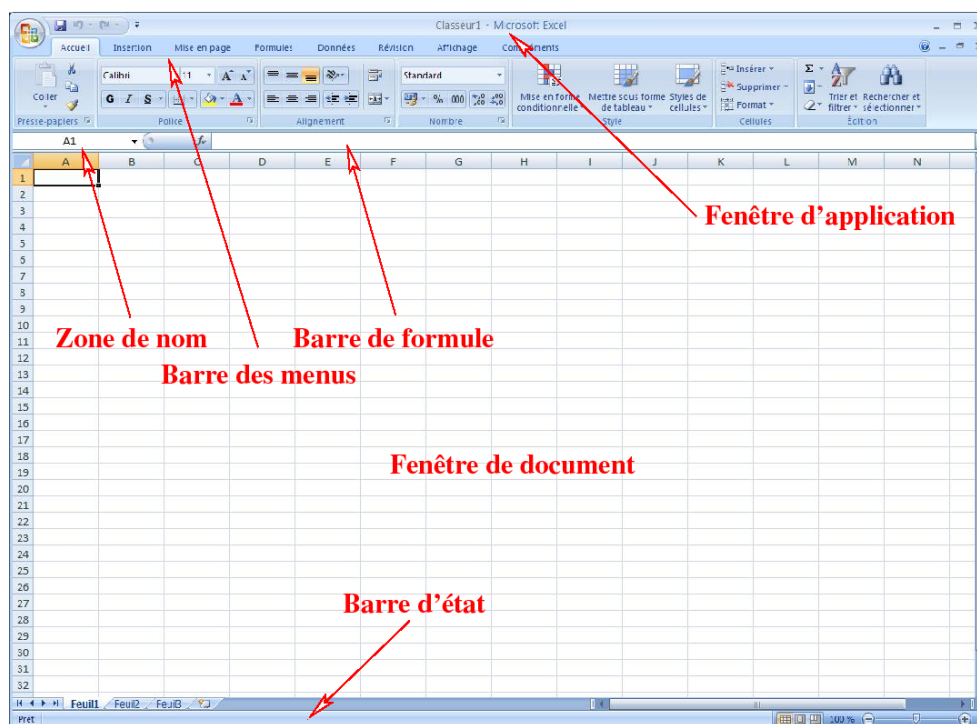 Classeur1 - Microsoft Excel
Accueil Insertion Mise en page Formules Données Révision Affichage
Calibri 11 Standard Insérer Σ
Coller G I S A % 000 Mise en forme Mettre sous forme Styles de Supprimer Trier et Rechercher et
conditionnelle de tableau cellules Format filtrer sélectionner
Presse-papiers Police Alignement Nombre Style Cellules Édition
A1 fx
A B C D E F G H I J K L M N
1
2
3
Fenêtre d'application
4
5
6
7
8
9
10
Zone de nom Barre de formule
11
12
Barre des menus
13
14
15
16
17
18
Fenêtre de document
19
20
21
22
23
24
25
26
Barre d'état
27
28
29
30
31
32
Feuil1 Feuil2 Feuil3
Prêt 100 %